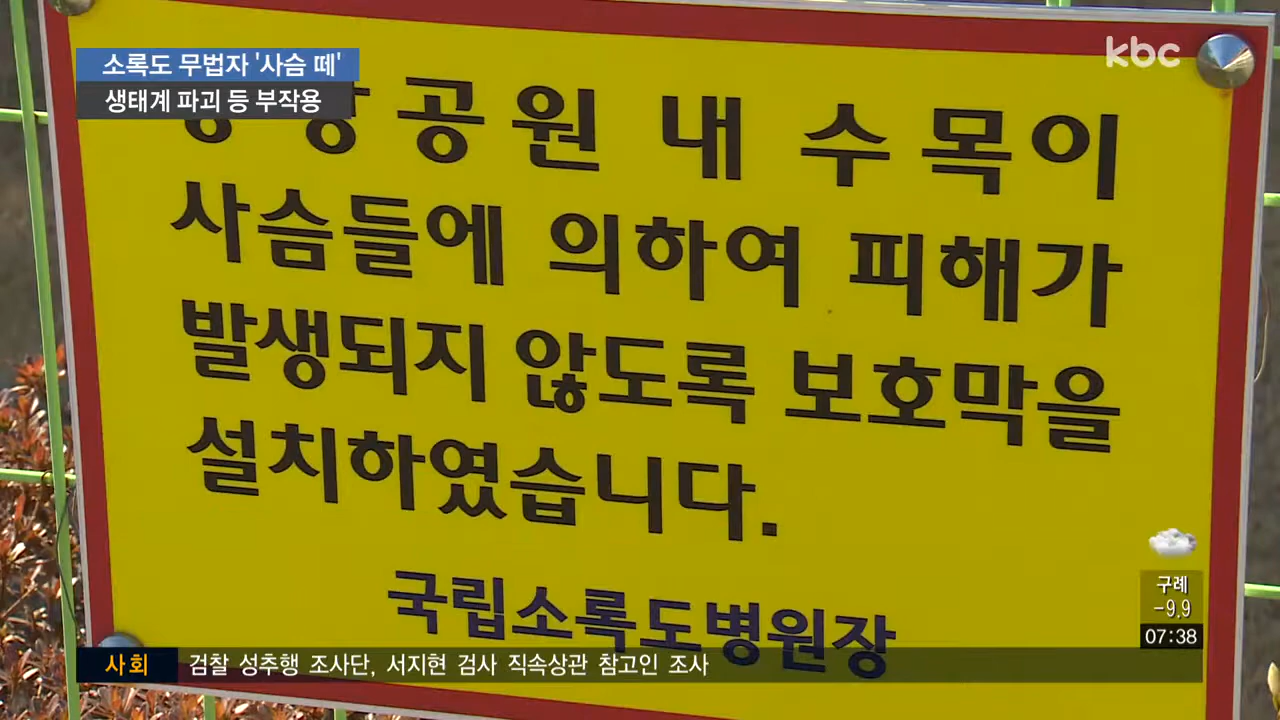 소록도 무법자 '사슴 떼'
생태계 파괴 등 부작용
kbc
공원 내 수목이
사슴들에 의하여 피해가
발생되지 않도록 보호막을
설치하였습니다.
국립소록도병원장
구례
-9.9
07:38
사회 검찰 성추행 조사단, 서지현 검사 직속상관 참고인 조사